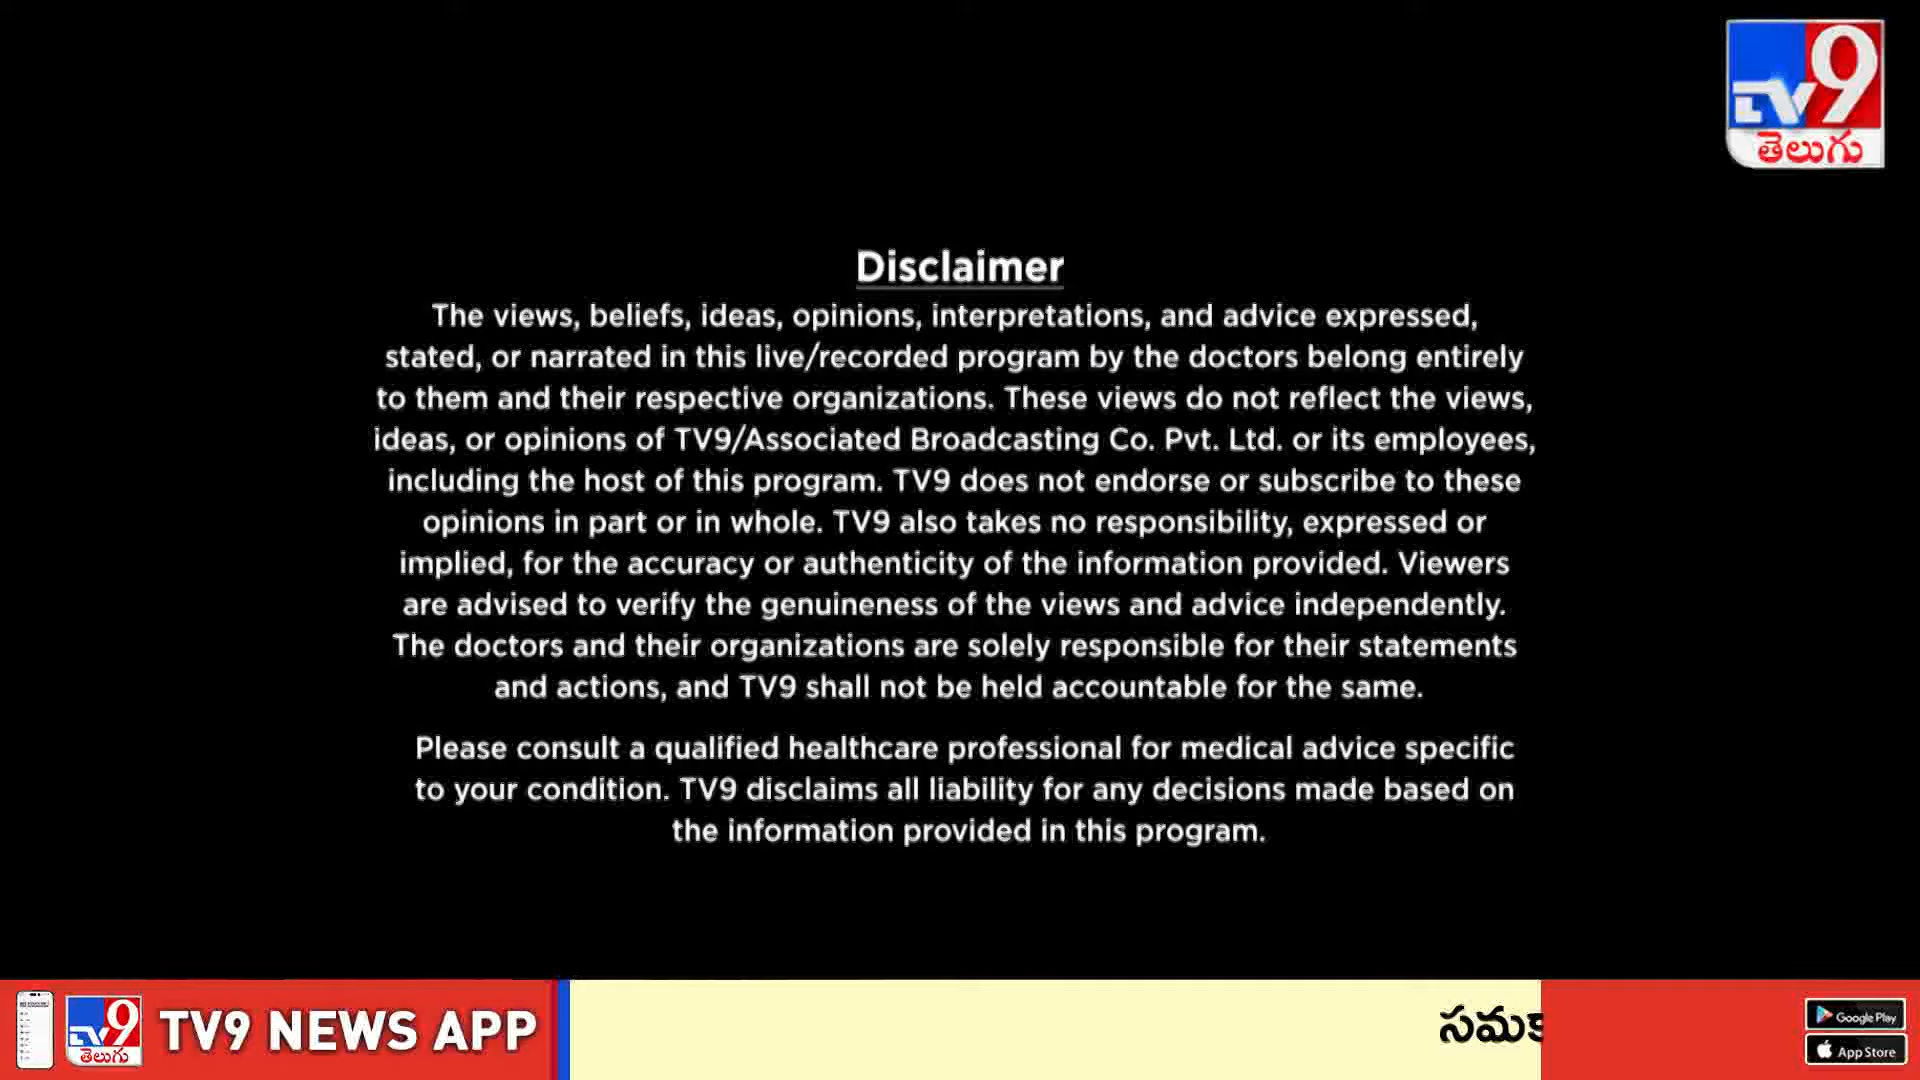 TV9
తెలుగు
Disclaimer
The views, beliefs, ideas, opinions, interpretations, and advice expressed,
stated, or narrated in this live/recorded program by the doctors belong entirely
to them and their respective organizations. These views do not reflect the views,
ideas, or opinions of TV9/Associated Broadcasting Co. Pvt. Ltd. or its employees,
including the host of this program. TV9 does not endorse or subscribe to these
opinions in part or in whole. TV9 also takes no responsibility, expressed or
implied, for the accuracy or authenticity of the information provided. Viewers
are advised to verify the genuineness of the views and advice independently.
The doctors and their organizations are solely responsible for their statements
and actions, and TV9 shall not be held accountable for the same.
Please consult a qualified healthcare professional for medical advice specific
to your condition. TV9 disclaims all liability for any decisions made based on
the information provided in this program.
TV9
తెలుగు
TV9 NEWS APP
Google Play
App Store